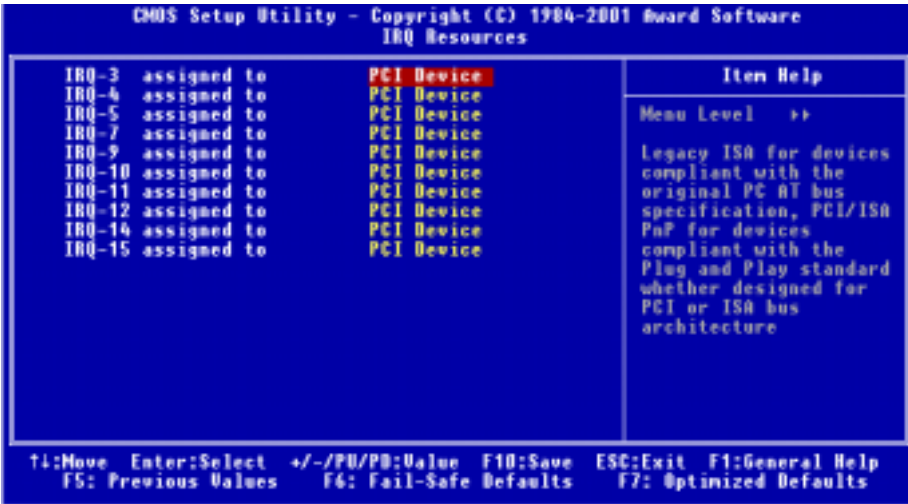 CMOS Setup Utility - Copyright (C) 1984-2001 Award Software
IRQ Resources
IRQ-3 assigned to PCI Device
IRQ-4 assigned to PCI Device
IRQ-5 assigned to PCI Device
IRQ-7 assigned to PCI Device
IRQ-9 assigned to PCI Device
IRQ-10 assigned to PCI Device
IRQ-11 assigned to PCI Device
IRQ-12 assigned to PCI Device
IRQ-14 assigned to PCI Device
IRQ-15 assigned to PCI Device
Item Help
Menu Level ▸▸
Legacy ISA for devices
compliant with the
original PC AT bus
specification, PCI/ISA
PnP for devices
compliant with the
Plug and Play standard
whether designed for
PCI or ISA bus
architecture
↑↓:Move Enter:Select +/-/PU/PD:Value F10:Save ESC:Exit F1:General Help
F5: Previous Values F6: Fail-Safe Defaults F7: Optimized Defaults